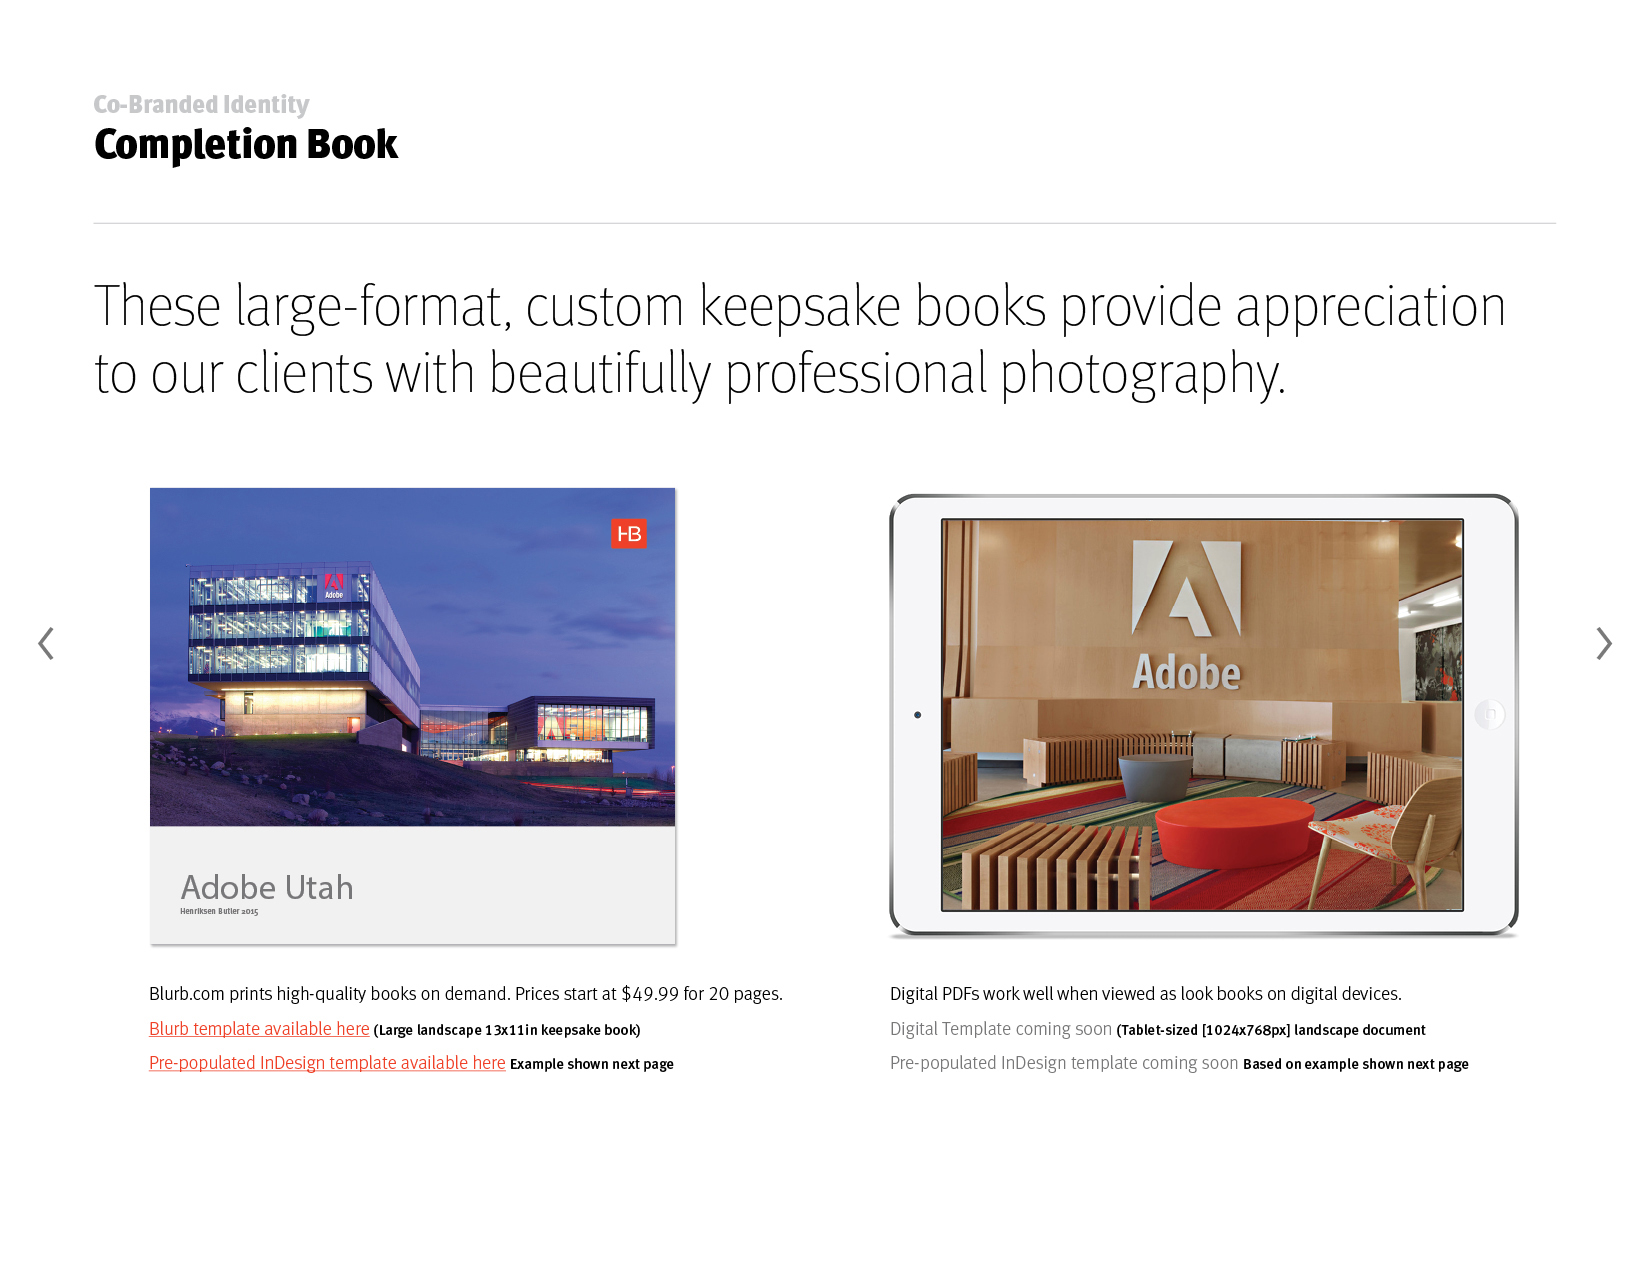 Co-Branded Identity
Completion Book
These large-format, custom keepsake books provide appreciation
to our clients with beautifully professional photography.
HB
Adobe
Adobe Utah
Henriksen Butler 2015
Adobe
Blurb.com prints high-quality books on demand. Prices start at $49.99 for 20 pages.
Blurb template available here (Large landscape 13x11in keepsake book)
Pre-populated InDesign template available here Example shown next page
Digital PDFs work well when viewed as look books on digital devices.
Digital Template coming soon (Tablet-sized [1024x768px] landscape document
Pre-populated InDesign template coming soon Based on example shown next page